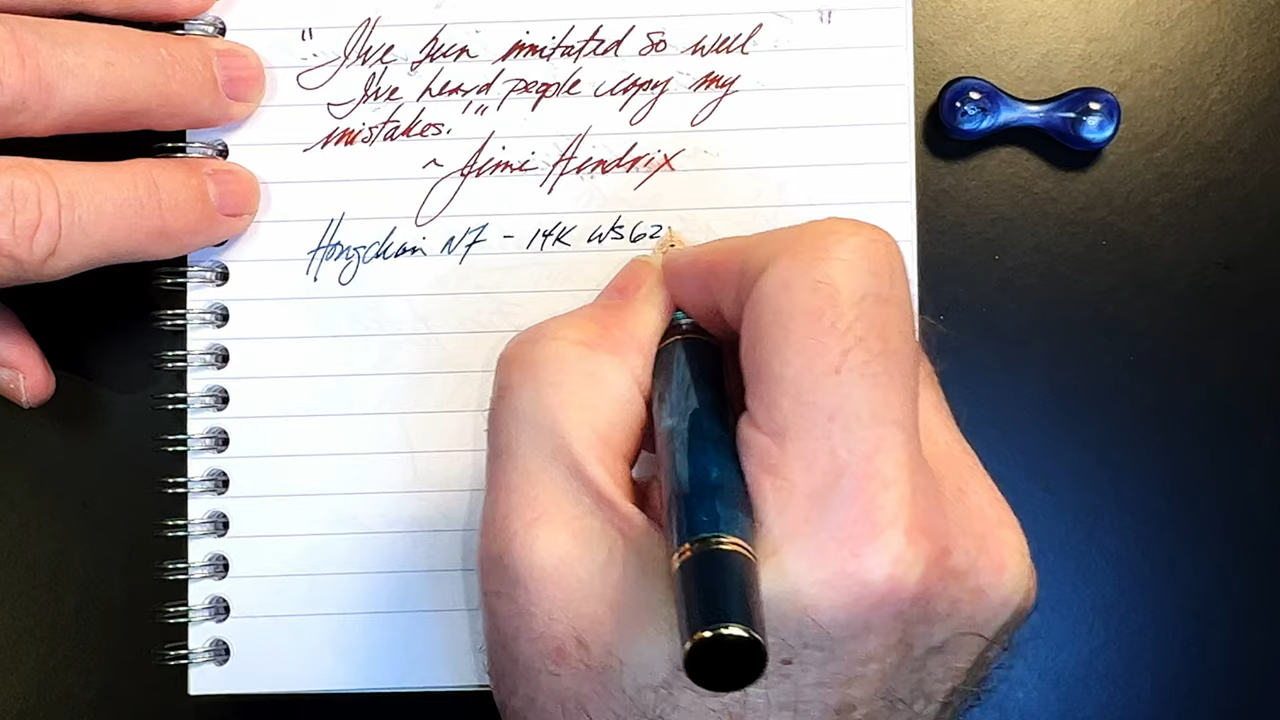 "I've been imitated so well "
I've heard people copy my
mistakes."
~ Jimi Hendrix
Hongdian N7 - 14K WS62